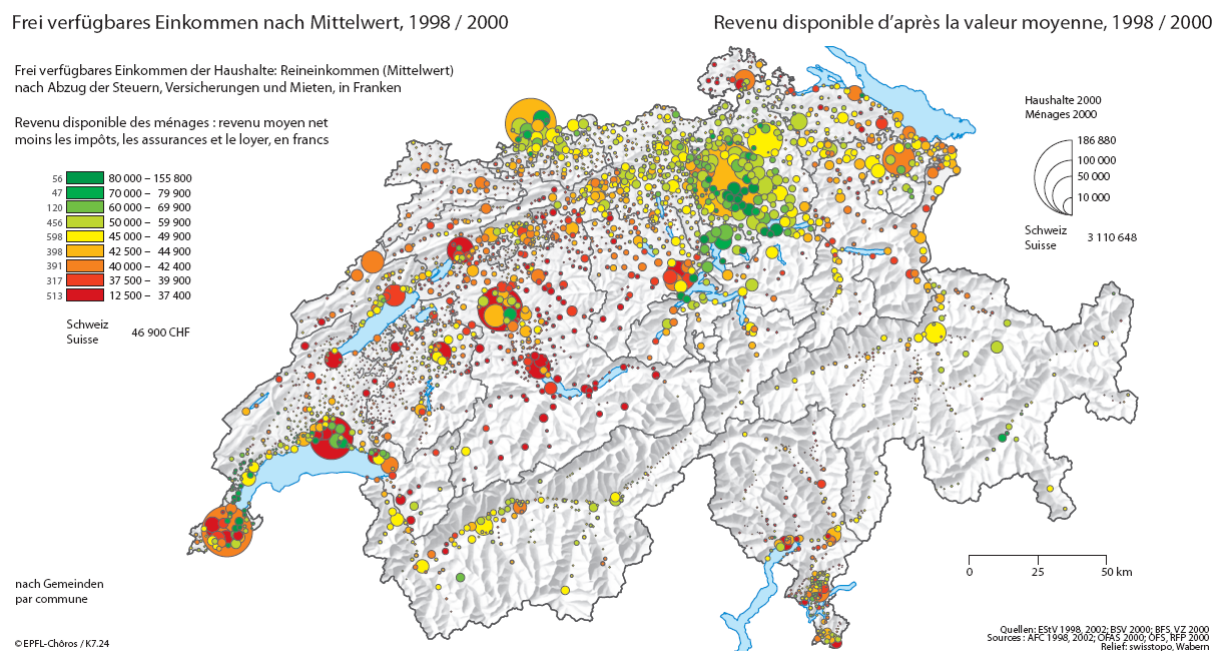 Frei verfügbares Einkommen nach Mittelwert, 1998 / 2000
Revenu disponible d'après la valeur moyenne, 1998 / 2000
Frei verfügbares Einkommen der Haushalte: Reineinkommen (Mittelwert)
nach Abzug der Steuern, Versicherungen und Mieten, in Franken
Revenu disponible des ménages : revenu moyen net
moins les impôts, les assurances et le loyer, en francs
56 80 000 – 155 800
47 70 000 – 79 900
120 60 000 – 69 900
456 50 000 – 59 900
598 45 000 – 49 900
398 42 500 – 44 900
391 40 000 – 42 400
317 37 500 – 39 900
513 12 500 – 37 400
Schweiz
Suisse 46 900 CHF
Haushalte 2000
Ménages 2000
186 880
100 000
50 000
10 000
Schweiz
Suisse 3 110 648
0 25 50 km
nach Gemeinden
par commune
© EPFL-Chôros / K7.24
Quellen: EStV 1998, 2002; BSV 2000; BFS, VZ 2000
Sources : AFC 1998, 2002; OFAS 2000; OFS, RFP 2000
Relief: swisstopo, Wabern